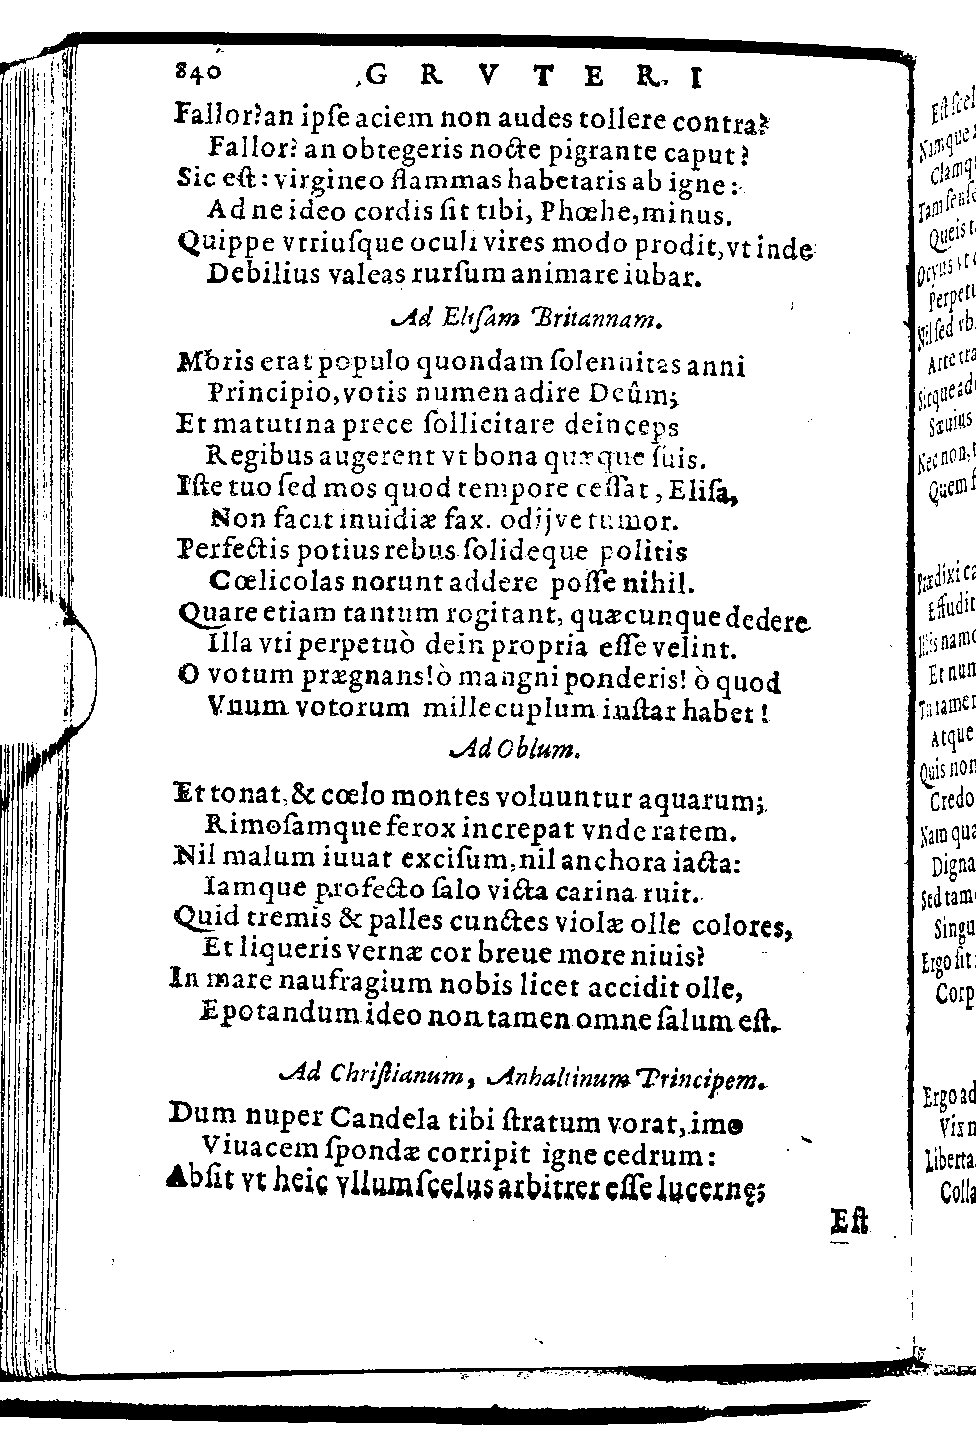 840 GRVTERI
Fallor? an ipſe aciem non audes tollere contra?
Fallor? an obtegeris nocte pigrante caput?
Sic eſt: virgineo flammas habetaris ab igne:
Ad ne ideo cordis ſit tibi, Phœhe, minus.
Quippe vtriuſque oculi vires modo prodit, vt inde
Debilius valeas rurſum animare iubar.
Ad Eliſam Britannam.
Moris erat populo quondam ſolennitas anni
Principio, votis numen adire Deûm;
Et matutina prece ſollicitare deinceps
Regibus augerent vt bona quæque ſuis.
Iſte tuo ſed mos quod tempore ceſſat, Eliſa,
Non facit inuidiæ fax. odijve tumor.
Perfectis potius rebus ſolideque politis
Cœlicolas norunt addere poſſe nihil.
Quare etiam tantum rogitant, quæcunque dedere
Illa vti perpetuò dein propria eſſe velint.
O votum prægnans! ò mangni ponderis! ò quod
Vnum votorum millecuplum inſtar habet!
Ad Oblum.
Et tonat, & cœlo montes voluuntur aquarum;
Rimoſamque ferox increpat vnde ratem.
Nil malum iuuat exciſum, nil anchora iacta:
Iamque profecto ſalo victa carina ruit.
Quid tremis & palles cunctes violæ olle colores,
Et liqueris vernæ cor breue more niuis?
In mare naufragium nobis licet accidit olle,
Epotandum ideo non tamen omne ſalum eſt.
Ad Chriſtianum, Anhaltinum Principem.
Dum nuper Candela tibi ſtratum vorat, imo
Viuacem ſpondæ corripit igne cedrum:
Abſit vt heic vllum ſcelus arbitrer eſſe lucernę;
Eſt